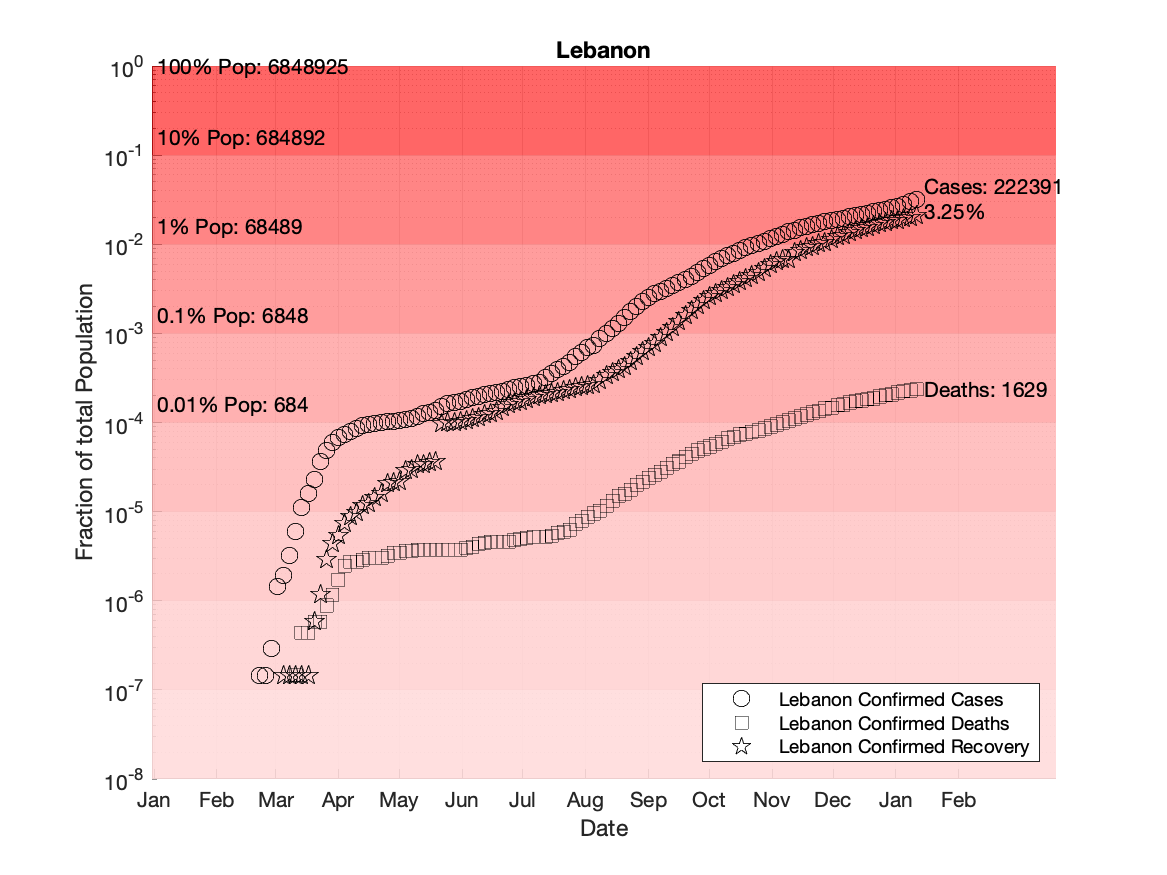 Lebanon
10^0
100% Pop: 6848925
10% Pop: 684892
10^-1
Cases: 222391
3.25%
1% Pop: 68489
10^-2
0.1% Pop: 6848
10^-3
Deaths: 1629
0.01% Pop: 684
10^-4
10^-5
10^-6
10^-7
10^-8
Fraction of total Population
Lebanon Confirmed Cases
Lebanon Confirmed Deaths
Lebanon Confirmed Recovery
Jan Feb Mar Apr May Jun Jul Aug Sep Oct Nov Dec Jan Feb
Date